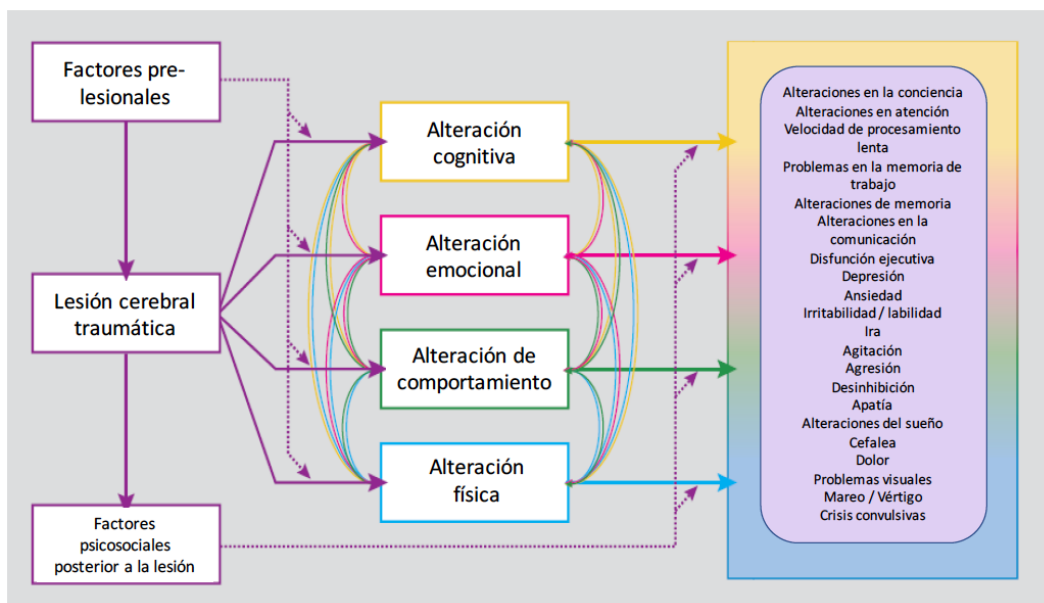 Factores pre-
lesionales
Lesión cerebral
traumática
Factores
psicosociales
posterior a la lesión
Alteración
cognitiva
Alteración
emocional
Alteración de
comportamiento
Alteración
física
Alteraciones en la conciencia
Alteraciones en atención
Velocidad de procesamiento
lenta
Problemas en la memoria de
trabajo
Alteraciones de memoria
Alteraciones en la
comunicación
Disfunción ejecutiva
Depresión
Ansiedad
Irritabilidad / labilidad
Ira
Agitación
Agresión
Desinhibición
Apatía
Alteraciones del sueño
Cefalea
Dolor
Problemas visuales
Mareo / Vértigo
Crisis convulsivas